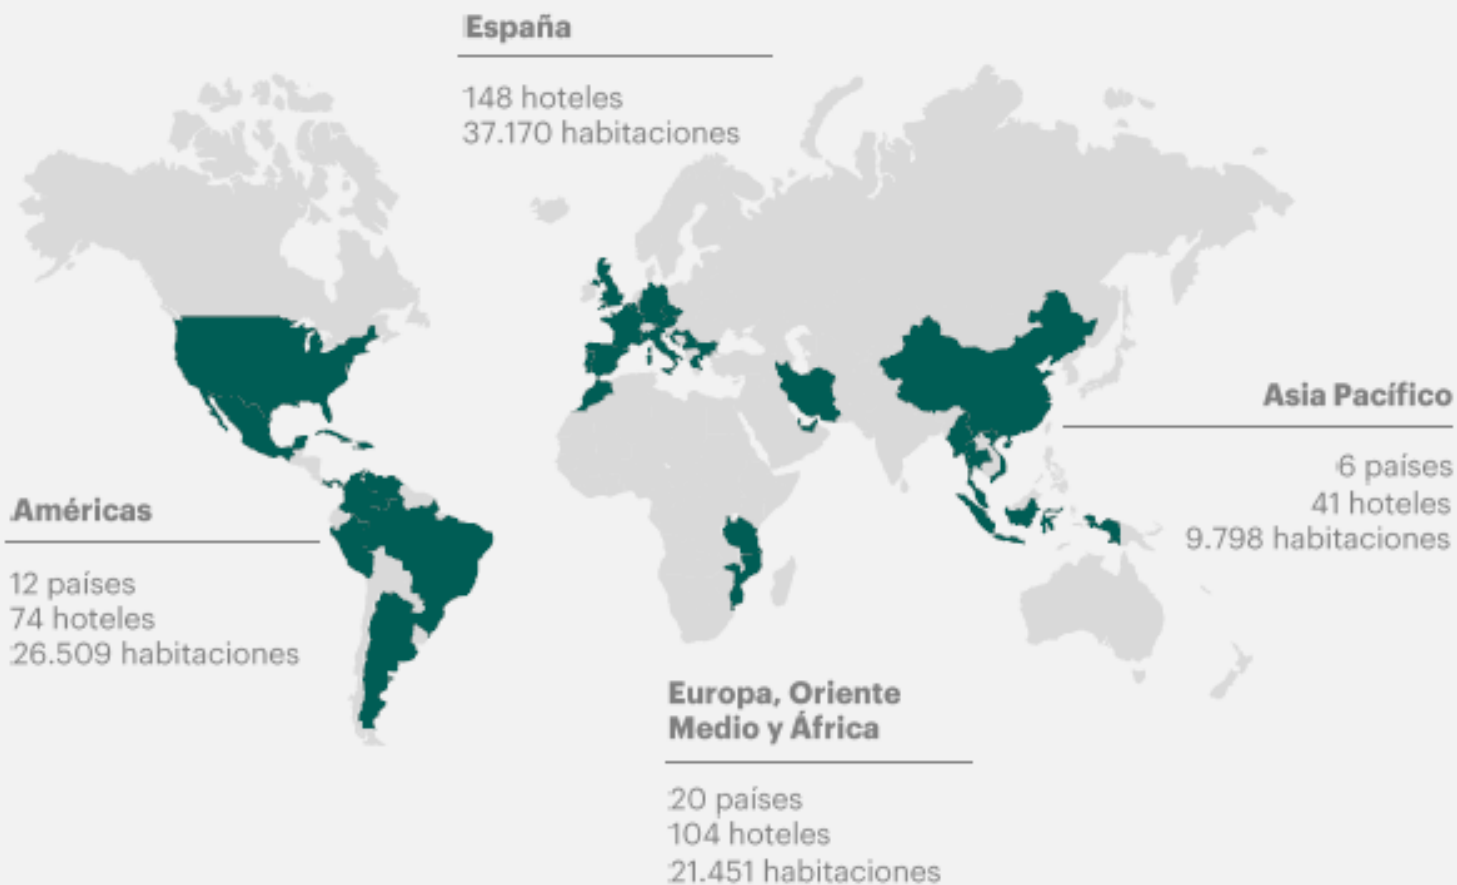 España
148 hoteles
37.170 habitaciones
Asia Pacífico
6 países
41 hoteles
9.798 habitaciones
Américas
12 países
74 hoteles
26.509 habitaciones
Europa, Oriente
Medio y África
20 países
104 hoteles
21.451 habitaciones